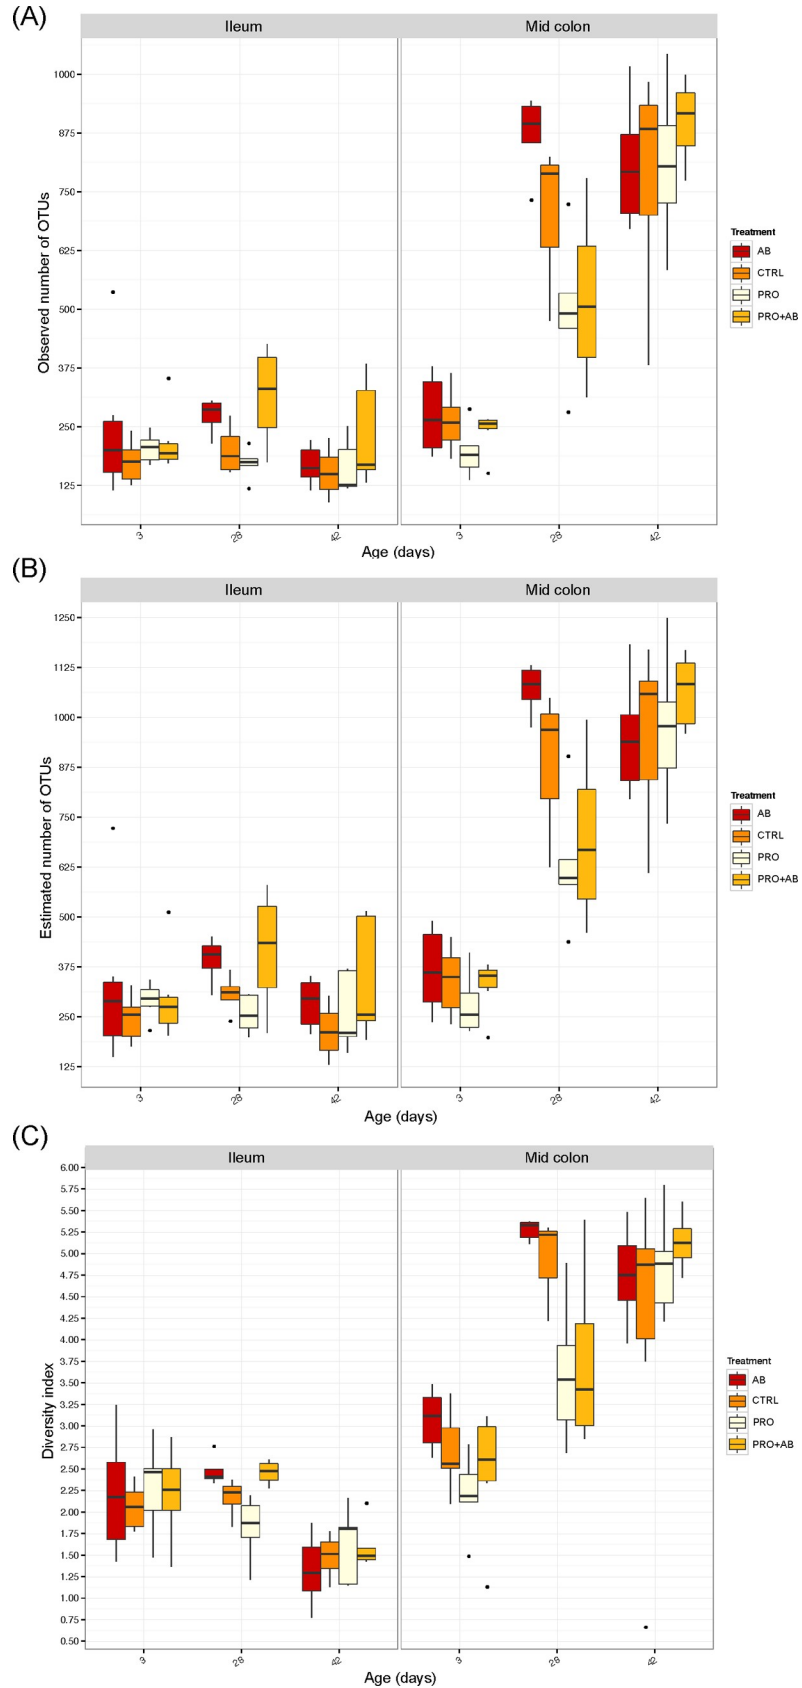 (A)
Ileum
Mid colon
Observed number of OTUs
1000
875
750
625
500
375
250
125
3
28
42
3
28
42
Age (days)
Treatment
AB
CTRL
PRO
PRO+AB
(B)
Ileum
Mid colon
Estimated number of OTUs
1250
1125
1000
875
750
625
500
375
250
125
3
28
42
3
28
42
Age (days)
Treatment
AB
CTRL
PRO
PRO+AB
(C)
Ileum
Mid colon
Diversity index
6.00
5.75
5.50
5.25
5.00
4.75
4.50
4.25
4.00
3.75
3.50
3.25
3.00
2.75
2.50
2.25
2.00
1.75
1.50
1.25
1.00
0.75
0.50
3
28
42
3
28
42
Age (days)
Treatment
AB
CTRL
PRO
PRO+AB